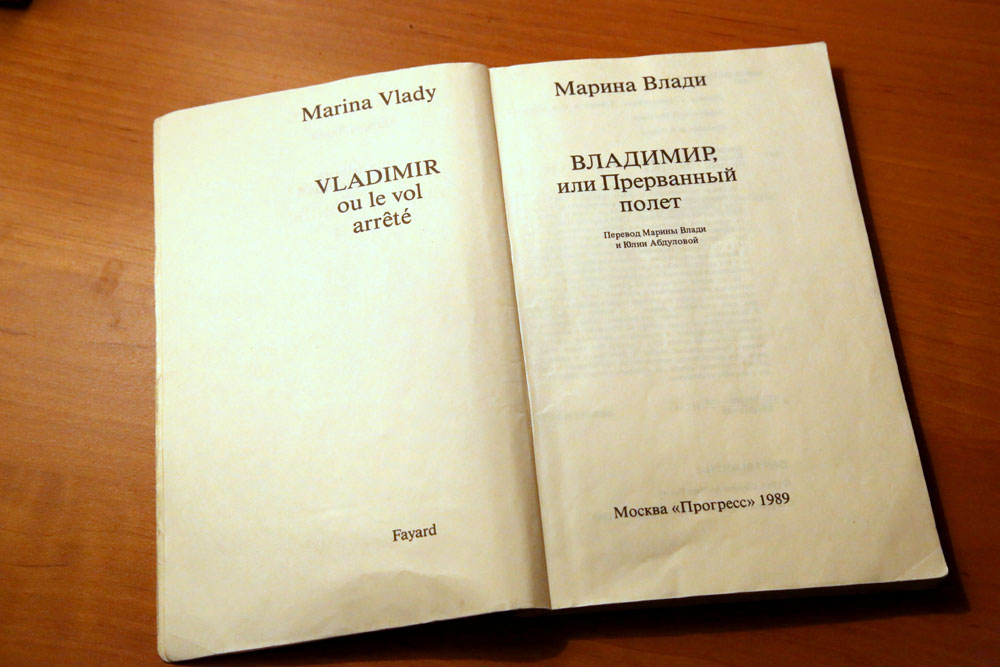 Marina Vlady
VLADIMIR
ou le vol
arrêté
Fayard
Марина Влади
ВЛАДИМИР,
или Прерванный
полет
Перевод Марины Влади
и Юлии Абдуловой
Москва «Прогресс» 1989